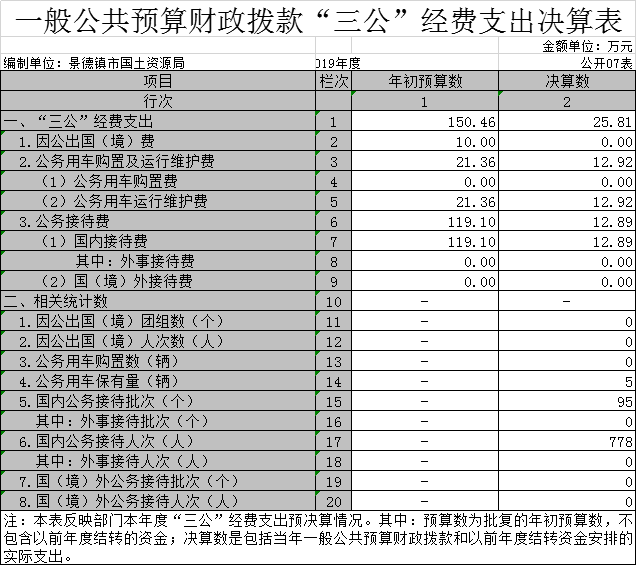 一般公共预算财政拨款“三公”经费支出决算表
金额单位：万元
编制单位：景德镇市国土资源局 019年度 公开07表
项目 栏次 年初预算数 决算数
行次 1 2
一、“三公”经费支出 1 150.46 25.81
1.因公出国（境）费 2 10.00 0.00
2.公务用车购置及运行维护费 3 21.36 12.92
（1）公务用车购置费 4 0.00 0.00
（2）公务用车运行维护费 5 21.36 12.92
3.公务接待费 6 119.10 12.89
（1）国内接待费 7 119.10 12.89
其中：外事接待费 8 0.00 0.00
（2）国（境）外接待费 9 0.00 0.00
二、相关统计数 10 - -
1.因公出国（境）团组数（个） 11 - 0
2.因公出国（境）人次数（人） 12 - 0
3.公务用车购置数（辆） 13 - 0
4.公务用车保有量（辆） 14 - 5
5.国内公务接待批次（个） 15 - 95
其中：外事接待批次（个） 16 - 0
6.国内公务接待人次（人） 17 - 778
其中：外事接待人次（人） 18 - 0
7.国（境）外公务接待批次（个） 19 - 0
8.国（境）外公务接待人次（人） 20 - 0
注：本表反映部门本年度“三公”经费支出预决算情况。其中：预算数为批复的年初预算数，不
包含以前年度结转的资金；决算数是包括当年一般公共预算财政拨款和以前年度结转资金安排的
实际支出。